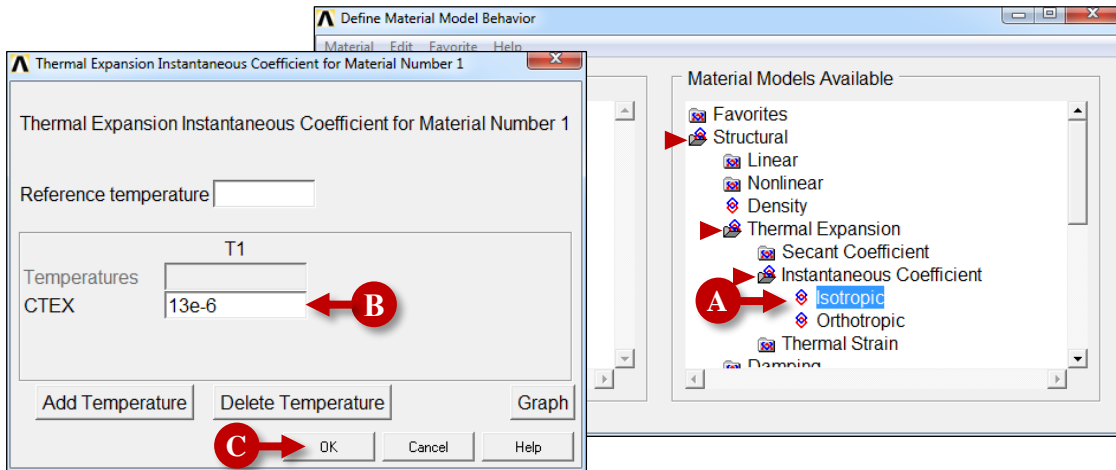 Define Material Model Behavior
Material Edit Favorite Help
Thermal Expansion Instantaneous Coefficient for Material Number 1
Thermal Expansion Instantaneous Coefficient for Material Number 1
Reference temperature
T1
Temperatures
CTEX 13e-6
B
Add Temperature Delete Temperature Graph
C
OK Cancel Help
Material Models Available
Favorites
Structural
Linear
Nonlinear
Density
Thermal Expansion
Secant Coefficient
Instantaneous Coefficient
A
Isotropic
Orthotropic
Thermal Strain
Damping